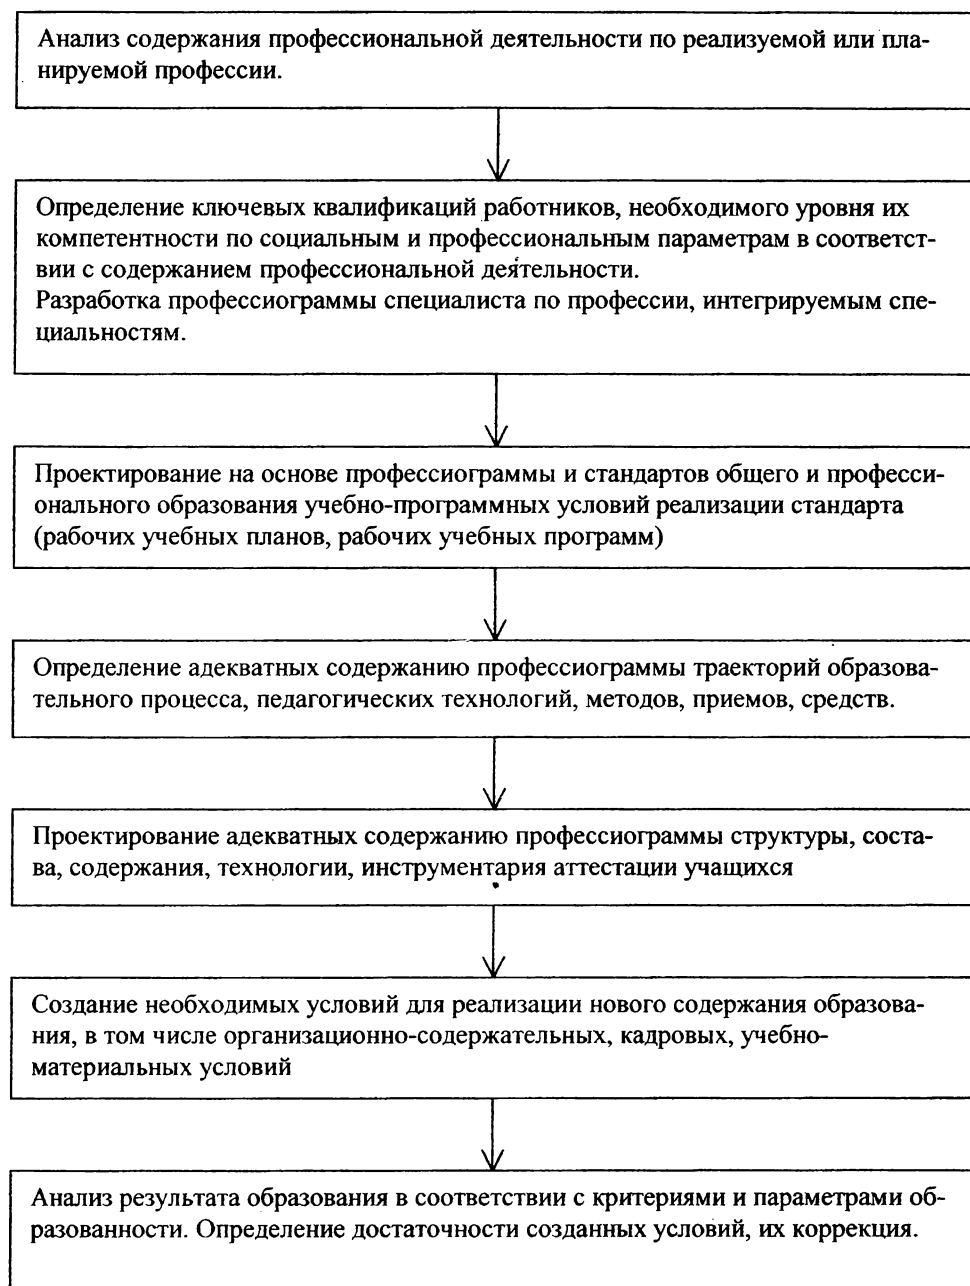 Анализ содержания профессиональной деятельности по реализуемой или пла-
нируемой профессии.
Определение ключевых квалификаций работников, необходимого уровня их
компетентности по социальным и профессиональным параметрам в соответст-
вии с содержанием профессиональной деятельности.
Разработка профессиограммы специалиста по профессии, интегрируемым спе-
циальностям.
Проектирование на основе профессиограммы и стандартов общего и професси-
онального образования учебно-программных условий реализации стандарта
(рабочих учебных планов, рабочих учебных программ)
Определение адекватных содержанию профессиограммы траекторий образова-
тельного процесса, педагогических технологий, методов, приемов, средств.
Проектирование адекватных содержанию профессиограммы структуры, соста-
ва, содержания, технологии, инструментария аттестации учащихся
Создание необходимых условий для реализации нового содержания образова-
ния, в том числе организационно-содержательных, кадровых, учебно-
материальных условий
Анализ результата образования в соответствии с критериями и параметрами об-
разованности. Определение достаточности созданных условий, их коррекция.